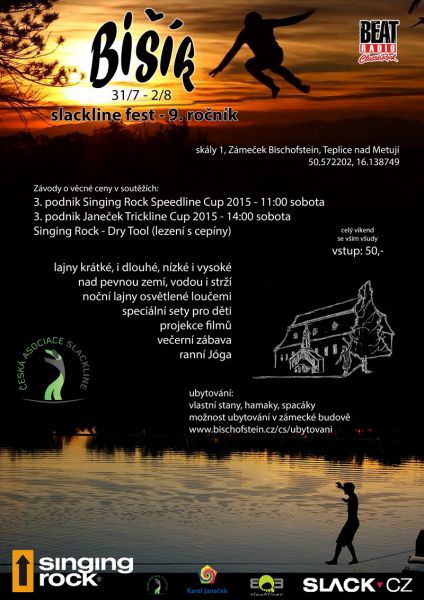 Bišík
BEAT
RADIO
Classic Rock
31/7 - 2/8
slackline fest - 9. ročník
skály 1, Zámeček Bischofstein, Teplice nad Metují
50.572202, 16.138749
Závody o věcné ceny v soutěžích:
3. podnik Singing Rock Speedline Cup 2015 - 11:00 sobota
3. podnik Janeček Trickline Cup 2015 - 14:00 sobota
Singing Rock - Dry Tool (lezení s cepíny)
celý víkend
se vším všudy
vstup: 50,-
lajny krátké, i dlouhé, nízké i vysoké
nad pevnou zemí, vodou i strží
noční lajny osvětlené loučemi
speciální sety pro děti
projekce filmů
večerní zábava
ranní Jóga
ČESKÁ ASOCIACE SLACKLINE
ubytování:
vlastní stany, hamaky, spacáky
možnost ubytování v zámecké budově
www.bischofstein.cz/cs/ubytovani
singing
rock®
Karel Janeček
slacklines
SLACK CZ